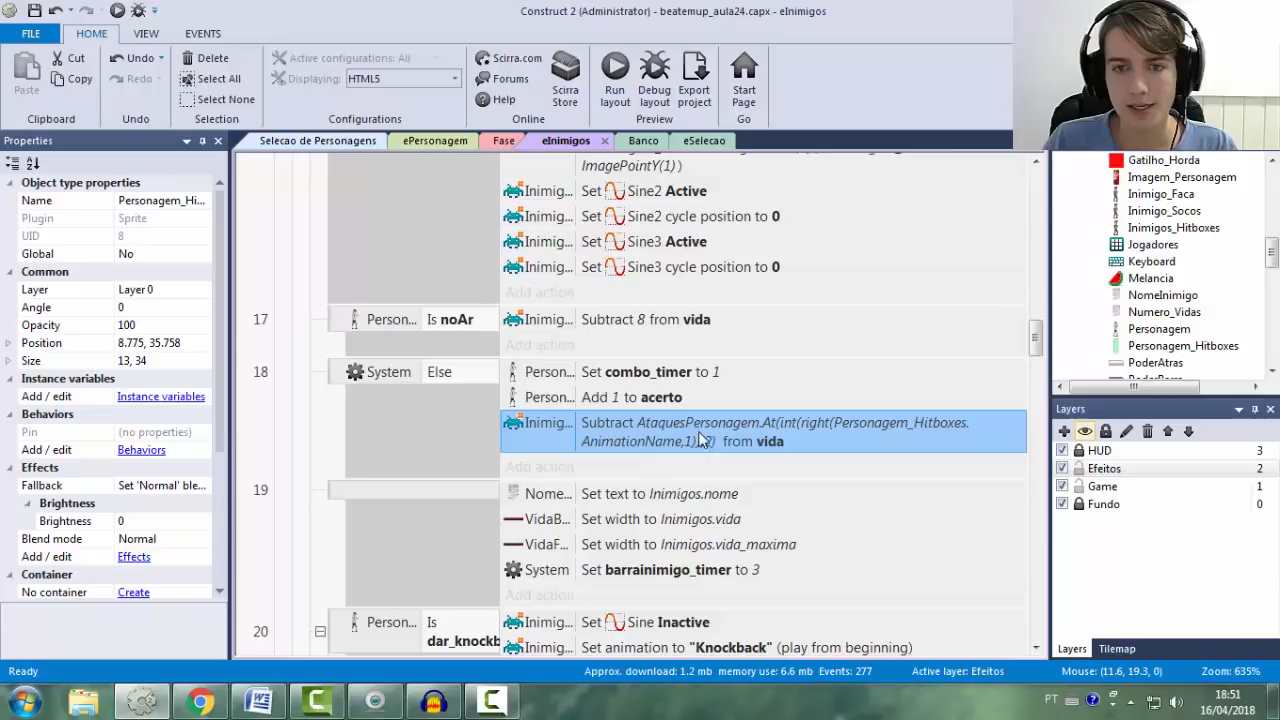 Construct 2 (Administrator) - beatemup_aula24.capx - eInimigos
FILE HOME VIEW EVENTS
Paste Cut Copy Undo Redo Delete Select All Select None
Active configurations: All
Displaying: HTML5
Scirra.com Forums Help
Scirra Store
Run layout
Debug layout
Export project
Start Page
Clipboard Undo Selection Configurations Online Preview Go
Properties
Selecao de Personagens ePersonagem Fase eInimigos Banco eSelecao
Object type properties
Name Personagem_Hi...
Plugin Sprite
UID 8
Global No
Common
Layer Layer 0
Angle 0
Opacity 100
Position 8.775, 35.758
Size 13, 34
Instance variables
Add / edit Instance variables
Behaviors
Pin (no properties)
Add / edit Behaviors
Effects
Fallback Set 'Normal' ble...
Brightness
Brightness 0
Blend mode Normal
Add / edit Effects
Container
No container Create
ImagePointY(1) )
Inimig... Set Sine2 Active
Inimig... Set Sine2 cycle position to 0
Inimig... Set Sine3 Active
Inimig... Set Sine3 cycle position to 0
Add action
17 Person... Is noAr Inimig... Subtract 8 from vida
Add action
18 System Else Person... Set combo_timer to 1
Person... Add 1 to acerto
Inimig... Subtract AtaquesPersonagem.At(int(right(Personagem_Hitboxes.
AnimationName,1)) from vida
Add action
19 Nome... Set text to Inimigos.nome
VidaB... Set width to Inimigos.vida
VidaF... Set width to Inimigos.vida_maxima
System Set barrainimigo_timer to 3
Add action
20 Person... Is dar_knockb Inimig... Set Sine Inactive
Inimig... Set animation to "Knockback" (play from beginning)
Gatilho_Horda
Imagem_Personagem
Inimigo_Faca
Inimigo_Socos
Inimigos_Hitboxes
Jogadores
Keyboard
Melancia
NomeInimigo
Numero_Vidas
Personagem
Personagem_Hitboxes
PoderAtras
Layers
HUD 3
Efeitos 2
Game 1
Fundo 0
Layers Tilemap
Ready Approx. download: 1.2 mb memory use: 6.6 mb Events: 277 Active layer: Efeitos Mouse: (11.6, 19.3, 0) Zoom: 635%
PT 18:51
16/04/2018